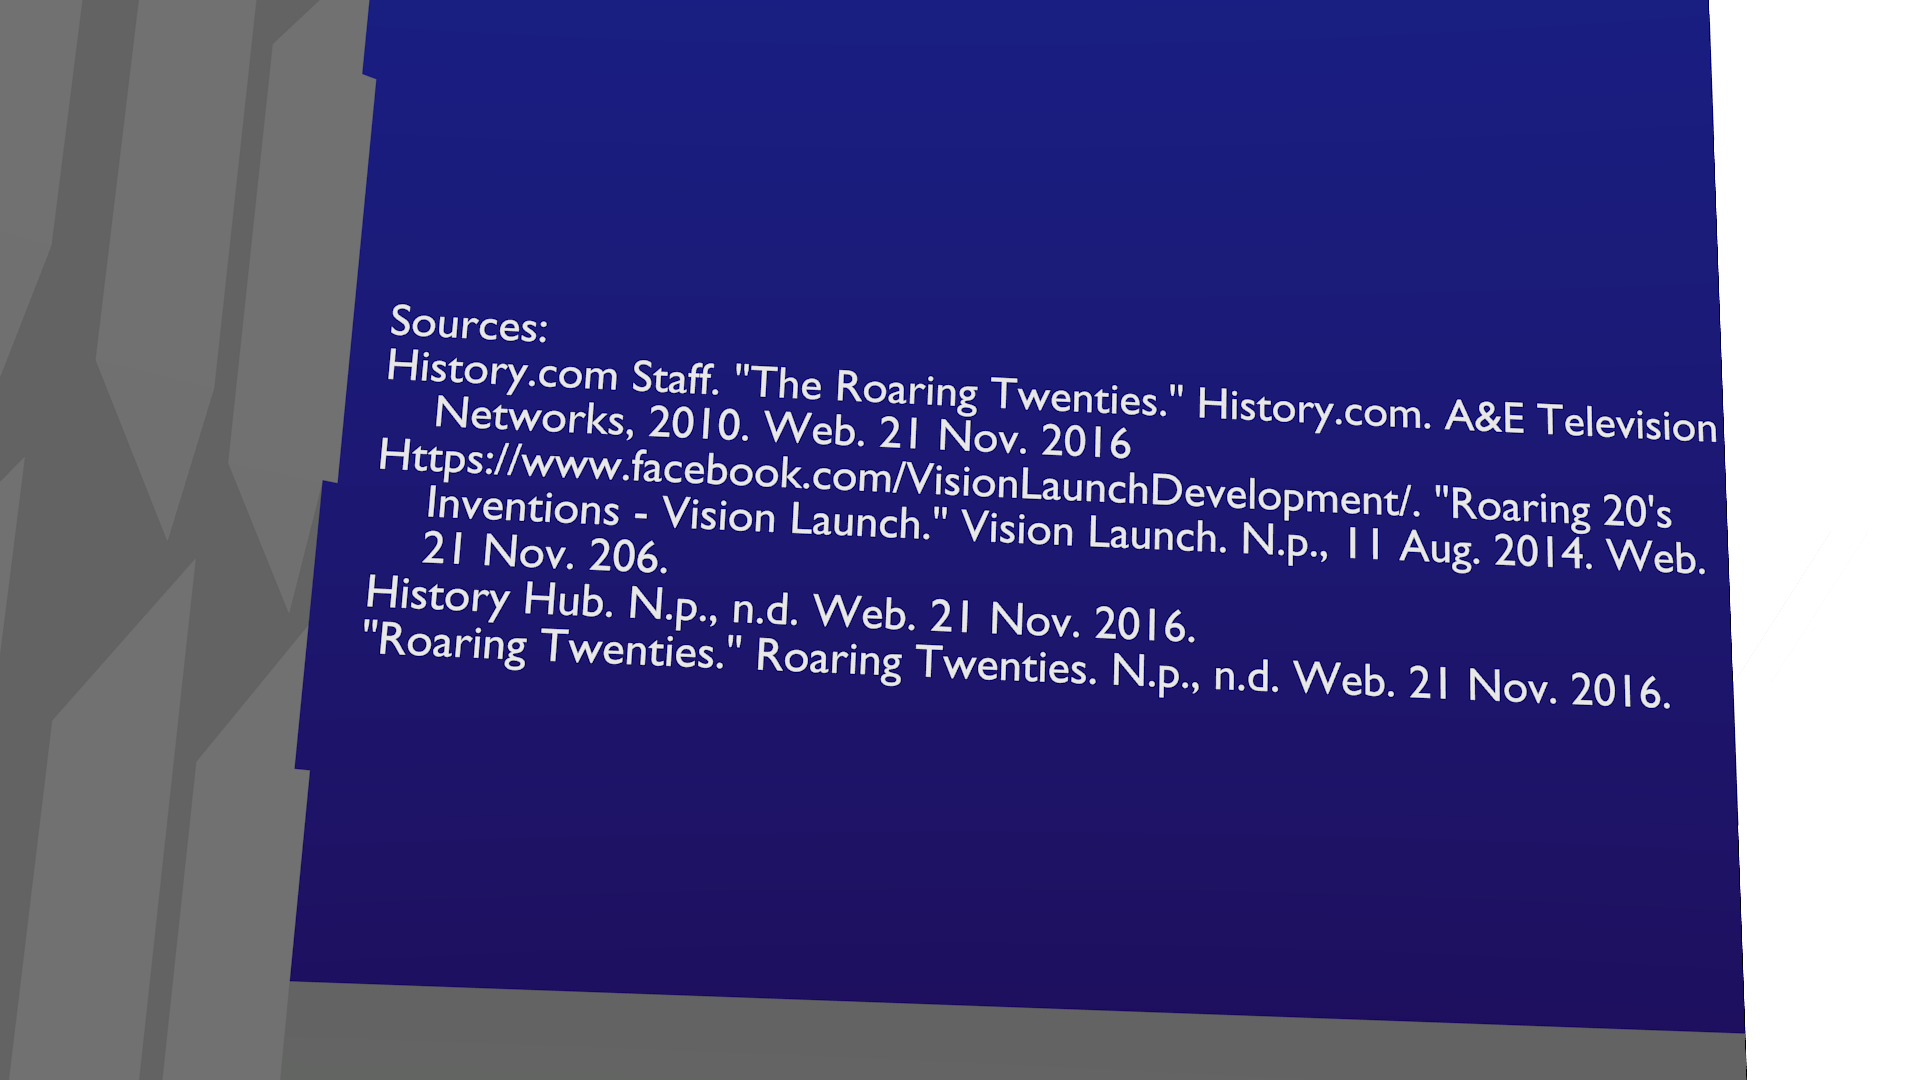 Sources:
History.com Staff. "The Roaring Twenties." History.com. A&E Television
Networks, 2010. Web. 21 Nov. 2016
Https://www.facebook.com/VisionLaunchDevelopment/. "Roaring 20's
Inventions - Vision Launch." Vision Launch. N.p., 11 Aug. 2014. Web.
21 Nov. 206.
History Hub. N.p., n.d. Web. 21 Nov. 2016.
"Roaring Twenties." Roaring Twenties. N.p., n.d. Web. 21 Nov. 2016.